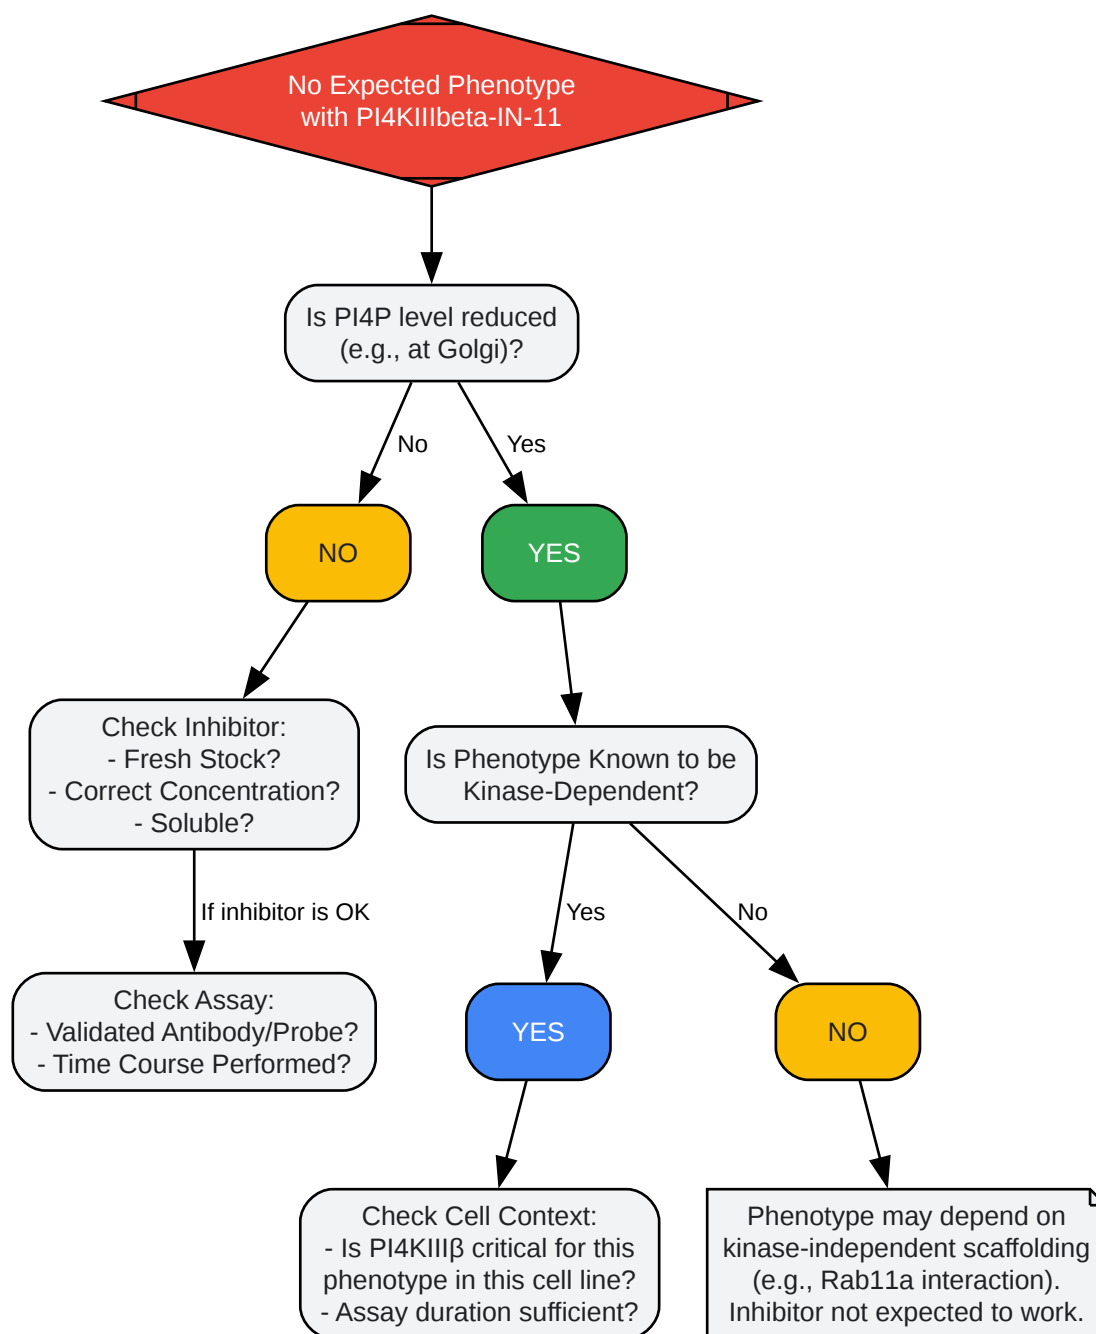 No Expected Phenotype
with PI4KIIIbeta-IN-11
Is PI4P level reduced
(e.g., at Golgi)?
No
Yes
NO
YES
Check Inhibitor:
- Fresh Stock?
- Correct Concentration?
- Soluble?
Is Phenotype Known to be
Kinase-Dependent?
If inhibitor is OK
Yes
No
Check Assay:
- Validated Antibody/Probe?
- Time Course Performed?
YES
NO
Check Cell Context:
- Is PI4KIIIβ critical for this
phenotype in this cell line?
- Assay duration sufficient?
Phenotype may depend on
kinase-independent scaffolding
(e.g., Rab11a interaction).
Inhibitor not expected to work.